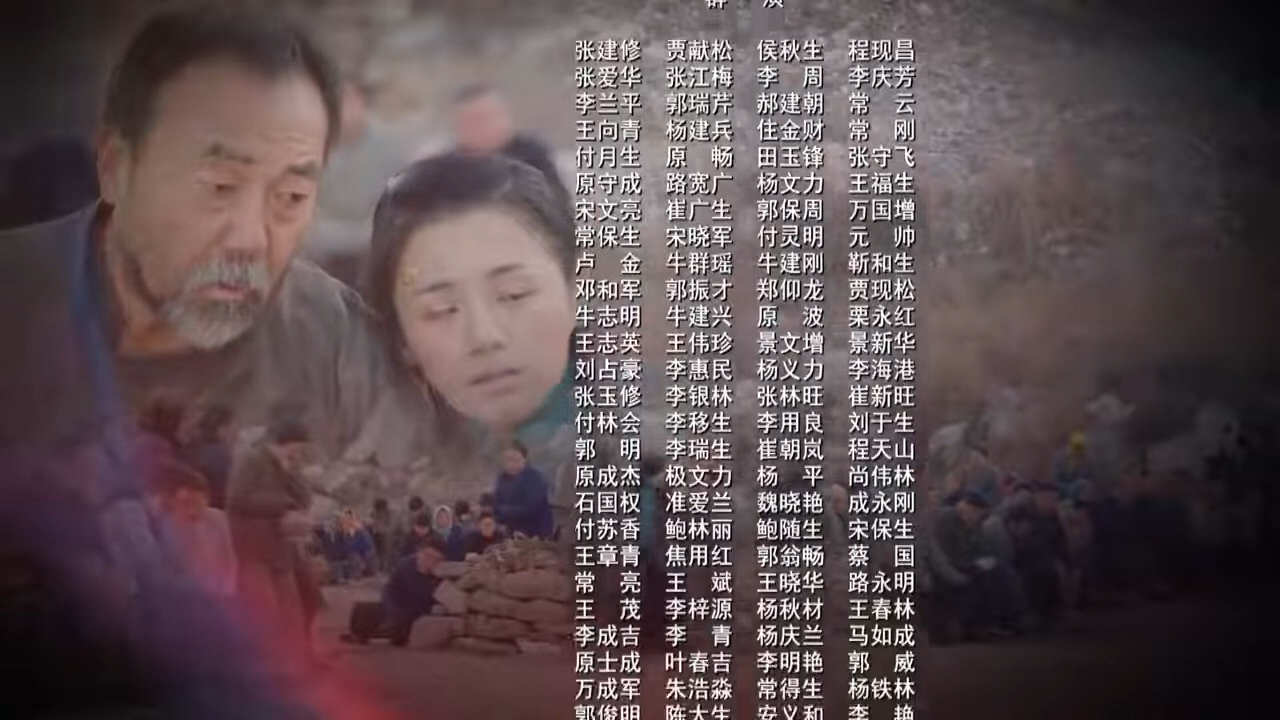 群 演
张建修 贾献松 侯秋生 程现昌
张爱华 张江梅 李 周 李庆芳
李兰平 郭瑞芹 郝建朝 常 云
王向青 杨建兵 住金财 常 刚
付月生 原 畅 田玉锋 张守飞
原守成 路宽广 杨文力 王福生
宋文亮 崔广生 郭保周 万国增
常保生 宋晓军 付灵明 元 帅
卢 金 牛群瑶 牛建刚 靳和生
邓和军 郭振才 郑仰龙 贾现松
牛志明 牛建兴 原 波 栗永红
王志英 王伟珍 景文增 景新华
刘占豪 李惠民 杨义力 李海港
张玉修 李银林 张林旺 崔新旺
付林会 李移生 李用良 刘于生
郭 明 李瑞生 崔朝岚 程天山
原成杰 极文力 杨 平 尚伟林
石国权 准爱兰 魏晓艳 成永刚
付苏香 鲍林丽 鲍随生 宋保生
王章青 焦用红 郭翁畅 蔡 国
常 亮 王 斌 王晓华 路永明
王 茂 李梓源 杨秋材 王春林
李成吉 李 青 杨庆兰 马如成
原士成 叶春吉 李明艳 郭 威
万成军 朱浩淼 常得生 杨铁林
郭俊明 陈大生 安义和 李 艳